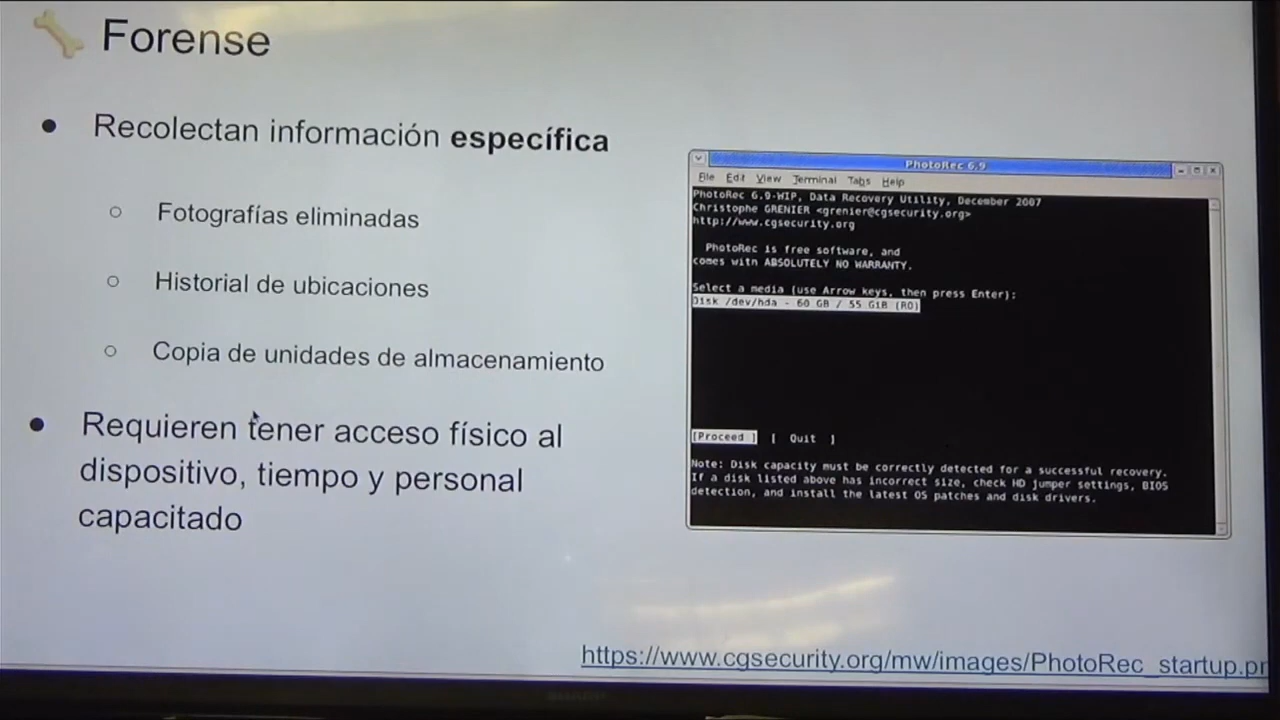 Forense
● Recolectan información específica
○ Fotografías eliminadas
○ Historial de ubicaciones
○ Copia de unidades de almacenamiento
● Requieren tener acceso físico al
dispositivo, tiempo y personal
capacitado
PhotoRec 6.9
File Edit View Terminal Tabs Help
PhotoRec 6.9-WIP, Data Recovery Utility, December 2007
Christophe GRENIER <grenier@cgsecurity.org>
http://www.cgsecurity.org
PhotoRec is free software, and
comes with ABSOLUTELY NO WARRANTY.
Select a media (use Arrow keys, then press Enter):
Disk /dev/hda - 60 GB / 55 GiB (RO)
[Proceed ] [ Quit ]
Note: Disk capacity must be correctly detected for a successful recovery.
If a disk listed above has incorrect size, check HD jumper settings, BIOS
detection, and install the latest OS patches and disk drivers.
https://www.cgsecurity.org/mw/images/PhotoRec_startup.pn